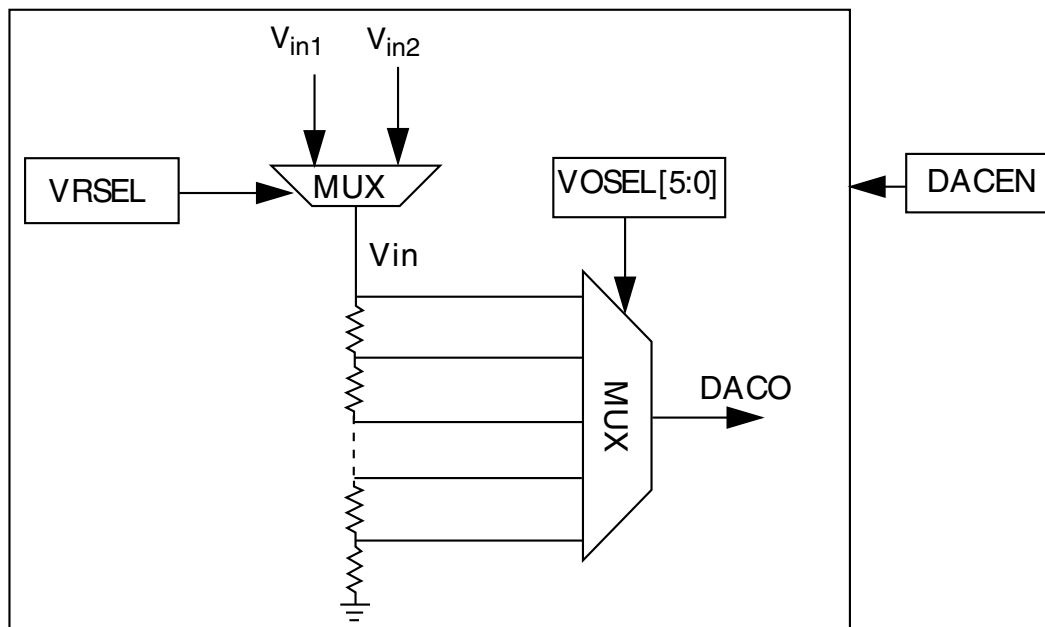 Vin1 Vin2
VRSEL
MUX
VOSEL[5:0]
DACEN
Vin
MUX
DACO